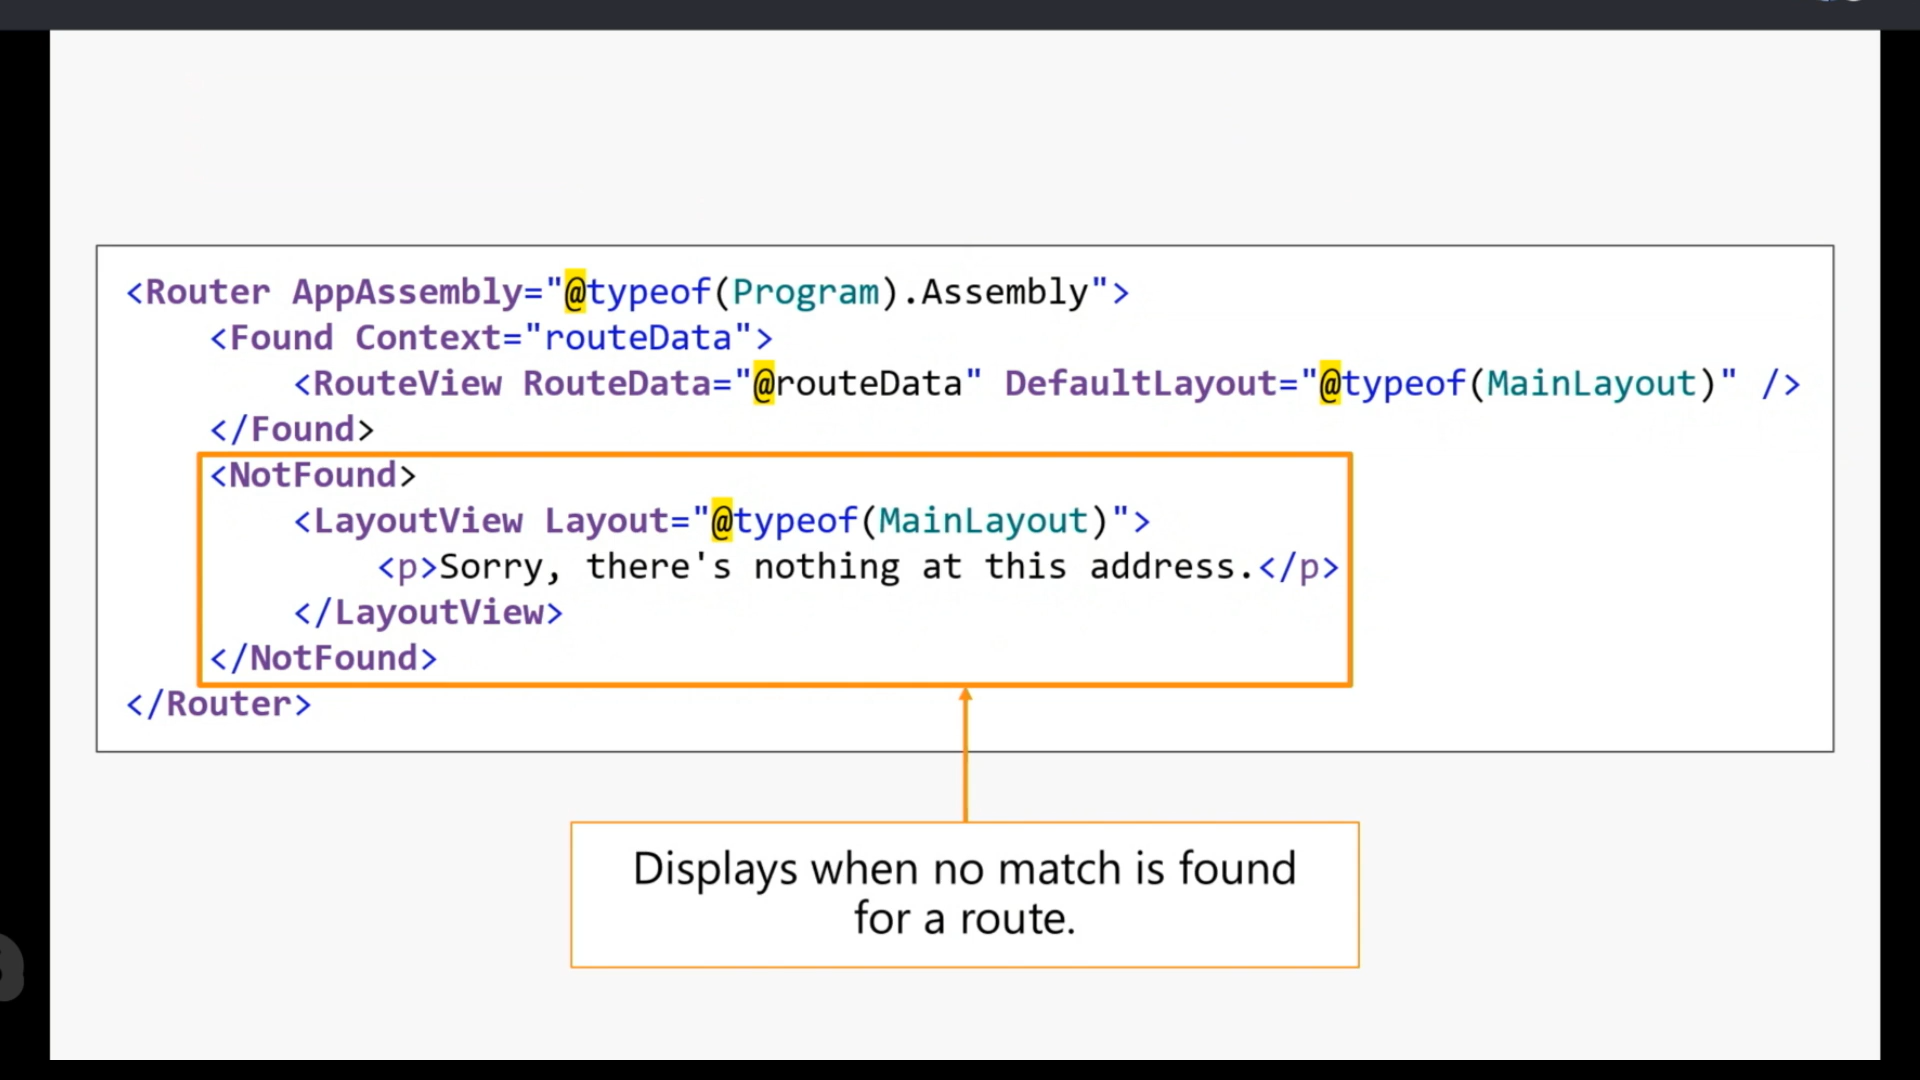 <Router AppAssembly="@typeof(Program).Assembly">
<Found Context="routeData">
<RouteView RouteData="@routeData" DefaultLayout="@typeof(MainLayout)" />
</Found>
<NotFound>
<LayoutView Layout="@typeof(MainLayout)">
<p>Sorry, there's nothing at this address.</p>
</LayoutView>
</NotFound>
</Router>
Displays when no match is found
for a route.